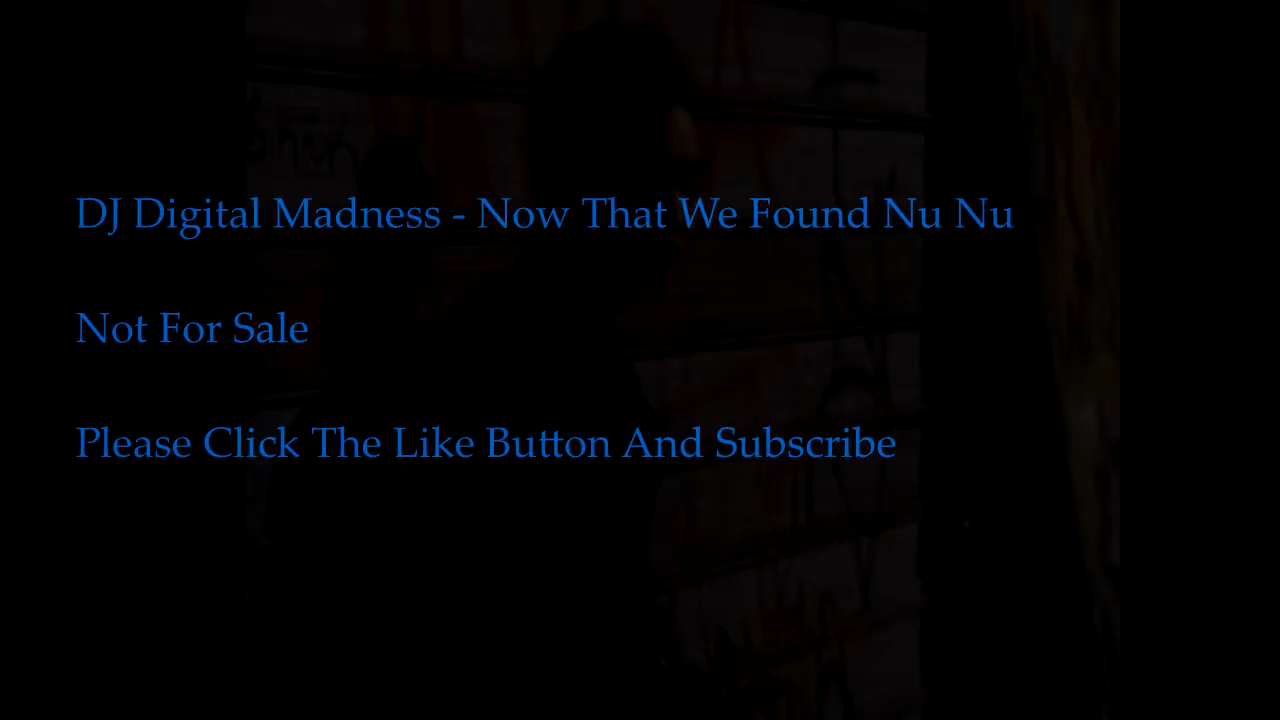 DJ Digital Madness - Now That We Found Nu Nu
Not For Sale
Please Click The Like Button And Subscribe